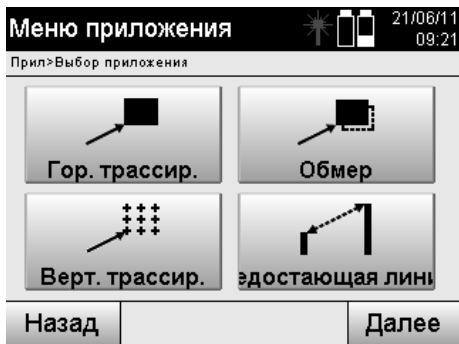 Меню приложения
21/06/11
09:21
Прил>Выбор приложения
Гор. трассир.
Обмер
Верт. трассир.
едостающая лини
Назад
Далее